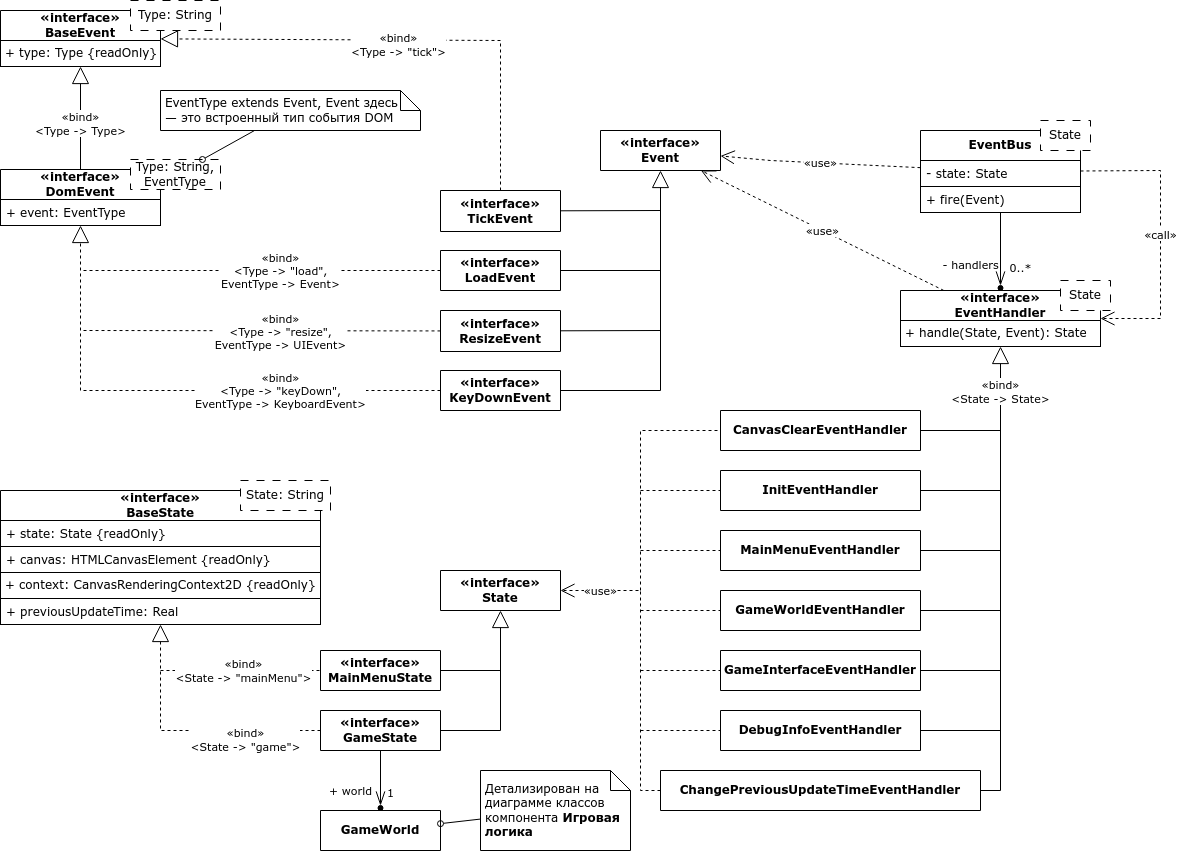 Type: String
«interface»
BaseEvent
+ type: Type {readOnly}
«bind»
<Type -> "tick">
«bind»
<Type -> Type>
EventType extends Event, Event здесь
— это встроенный тип события DOM
Type: String,
EventType
«interface»
DomEvent
+ event: EventType
«interface»
Event
«use»
«use»
State
EventBus
- state: State
+ fire(Event)
«call»
- handlers
0..*
«interface»
TickEvent
«bind»
<Type -> "load",
EventType -> Event>
«interface»
LoadEvent
«bind»
<Type -> "resize",
EventType -> UIEvent>
«interface»
ResizeEvent
«bind»
<Type -> "keyDown",
EventType -> KeyboardEvent>
«interface»
KeyDownEvent
State
«interface»
EventHandler
+ handle(State, Event): State
«bind»
<State -> State>
CanvasClearEventHandler
InitEventHandler
MainMenuEventHandler
GameWorldEventHandler
GameInterfaceEventHandler
DebugInfoEventHandler
ChangePreviousUpdateTimeEventHandler
«use»
State: String
«interface»
BaseState
+ state: State {readOnly}
+ canvas: HTMLCanvasElement {readOnly}
+ context: CanvasRenderingContext2D {readOnly}
+ previousUpdateTime: Real
«interface»
State
«bind»
<State -> "mainMenu">
«interface»
MainMenuState
«bind»
<State -> "game">
«interface»
GameState
+ world
1
GameWorld
Детализирован на
диаграмме классов
компонента Игровая
логика